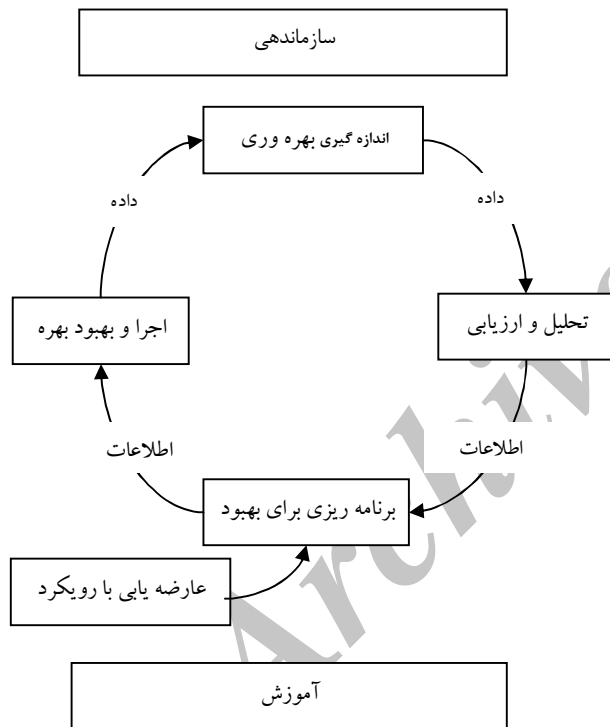 سازماندهی
اندازه گیری بهره وری
داده
داده
تحلیل و ارزیابی
اجرا و بهبود بهره
اطلاعات
اطلاعات
برنامه ریزی برای بهبود
عارضه یابی با رویکرد
آموزش
Archive